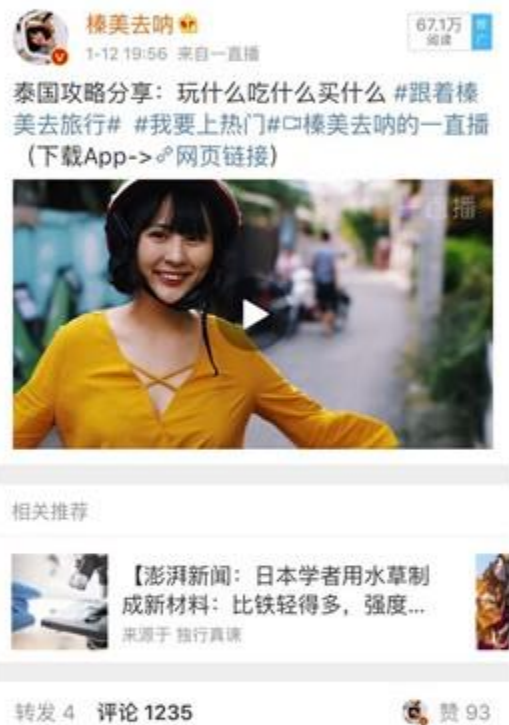 榛美去呐
67.1万
阅读
推广
1-12 19:56 来自一直播
泰国攻略分享：玩什么吃什么买什么 #跟着榛
美去旅行# #我要上热门#榛美去呐的一直播
（下载App->网页链接）
一直播
相关推荐
【澎湃新闻：日本学者用水草制
成新材料：比铁轻得多，强度...
来源于 独行真谏
转发 4 评论 1235
赞 93